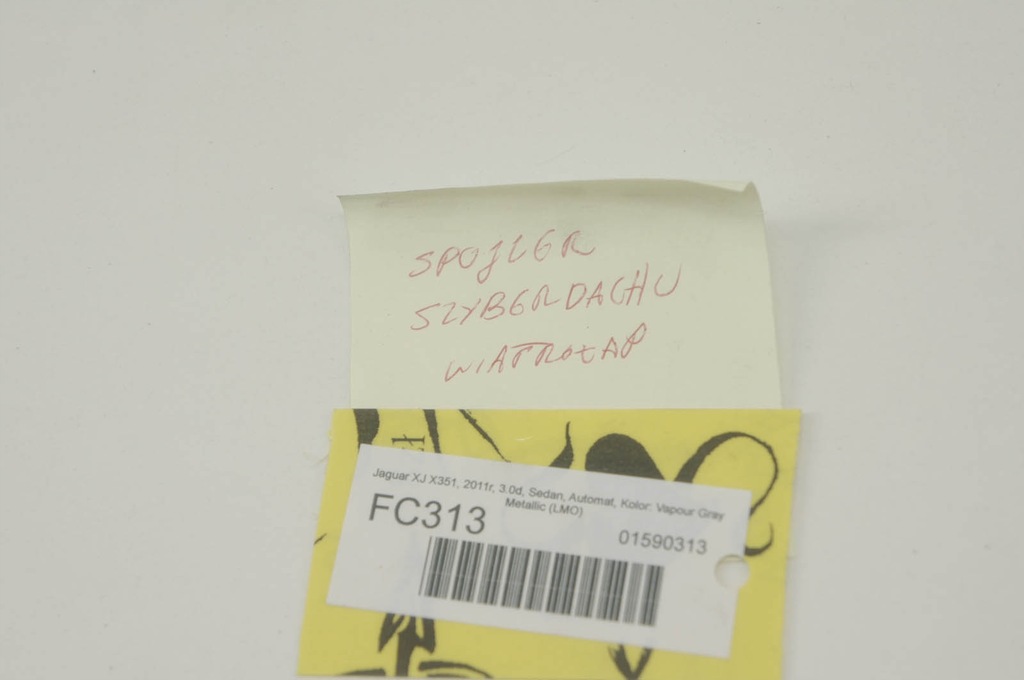 SPOJLER
SZYBERDACHU
WIATROŁAP
Jaguar XJ X351, 2011r, 3.0d, Sedan, Automat, Kolor: Vapour Gray
Metallic (LMO)
FC313
01590313